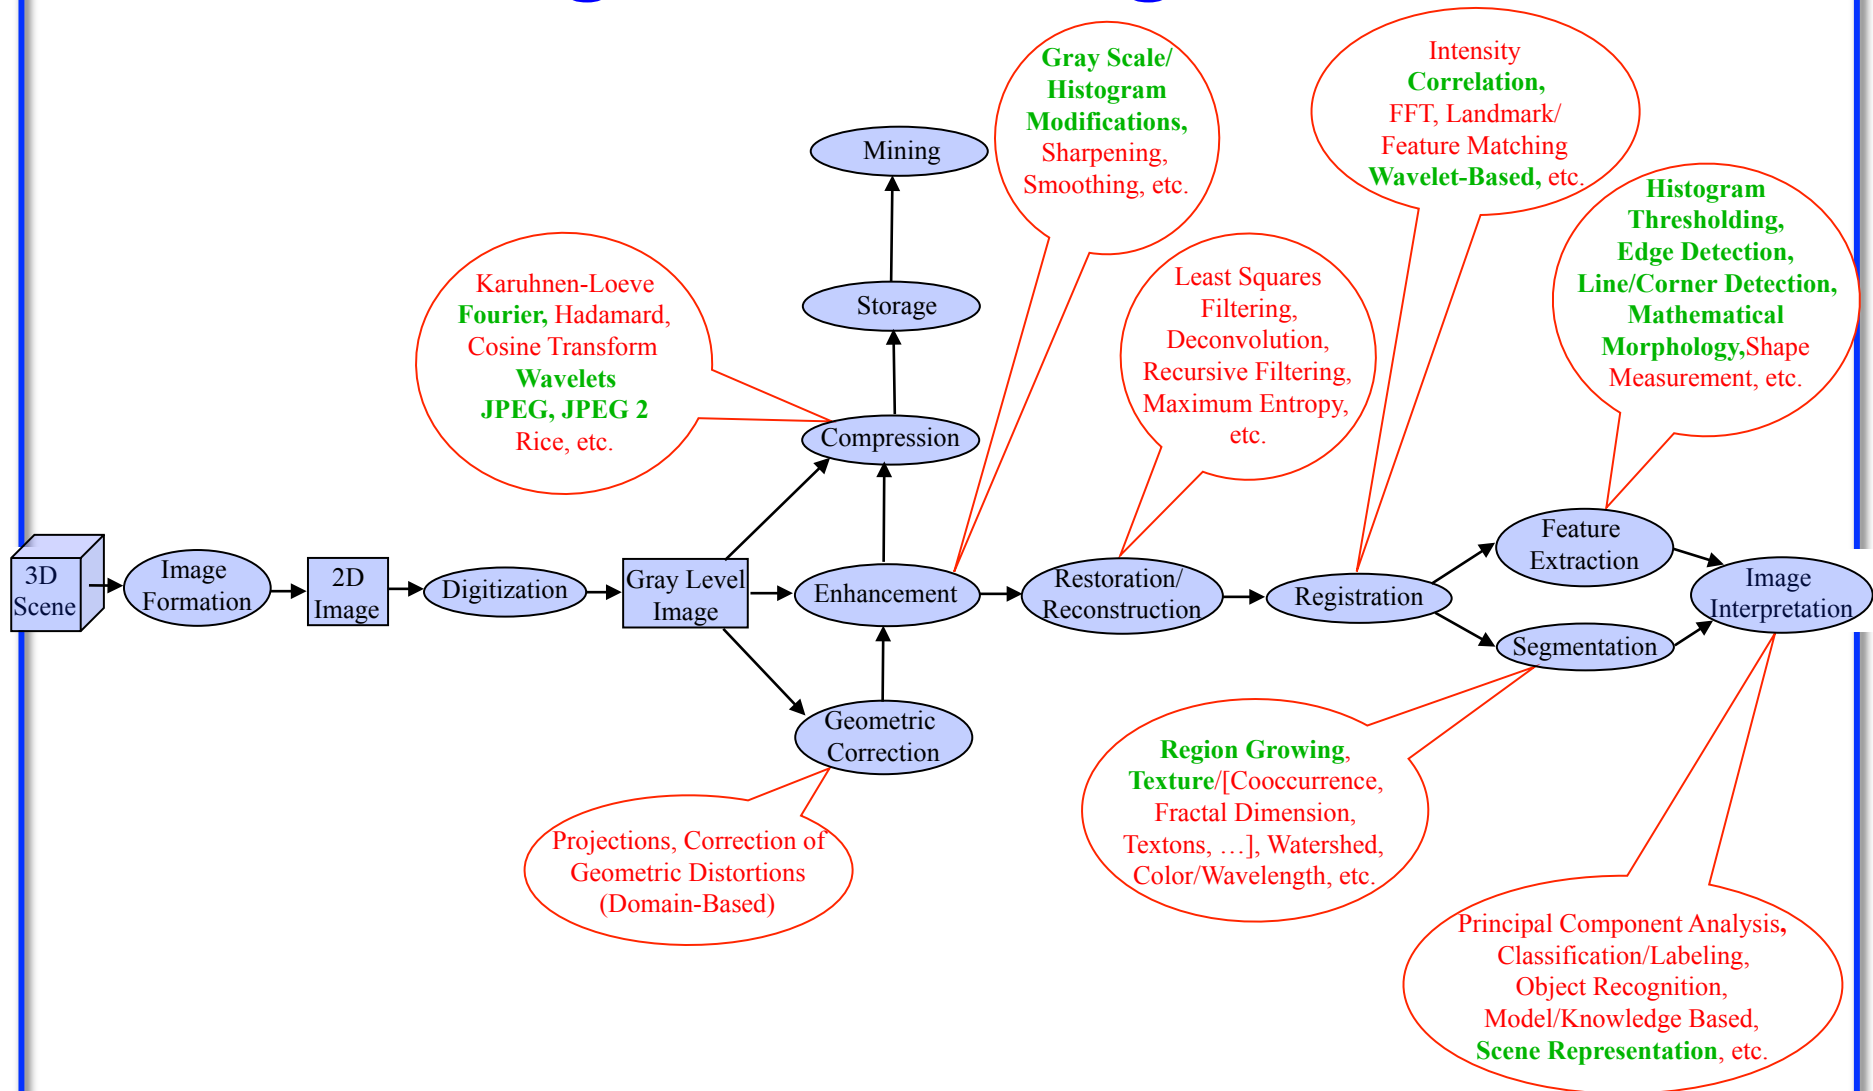 Gray Scale/
Histogram
Modifications,
Sharpening,
Smoothing, etc.
Intensity
Correlation,
FFT, Landmark/
Feature Matching
Wavelet-Based, etc.
Mining
Histogram
Thresholding,
Edge Detection,
Line/Corner Detection,
Mathematical
Morphology,Shape
Measurement, etc.
Karuhnen-Loeve
Fourier, Hadamard,
Cosine Transform
Wavelets
JPEG, JPEG 2
Rice, etc.
Storage
Least Squares
Filtering,
Deconvolution,
Recursive Filtering,
Maximum Entropy,
etc.
Compression
3D
Scene
Image
Formation
2D
Image
Digitization
Gray Level
Image
Enhancement
Restoration/
Reconstruction
Registration
Feature
Extraction
Segmentation
Image
Interpretation
Geometric
Correction
Projections, Correction of
Geometric Distortions
(Domain-Based)
Region Growing,
Texture/[Cooccurrence,
Fractal Dimension,
Textons, …], Watershed,
Color/Wavelength, etc.
Principal Component Analysis,
Classification/Labeling,
Object Recognition,
Model/Knowledge Based,
Scene Representation, etc.